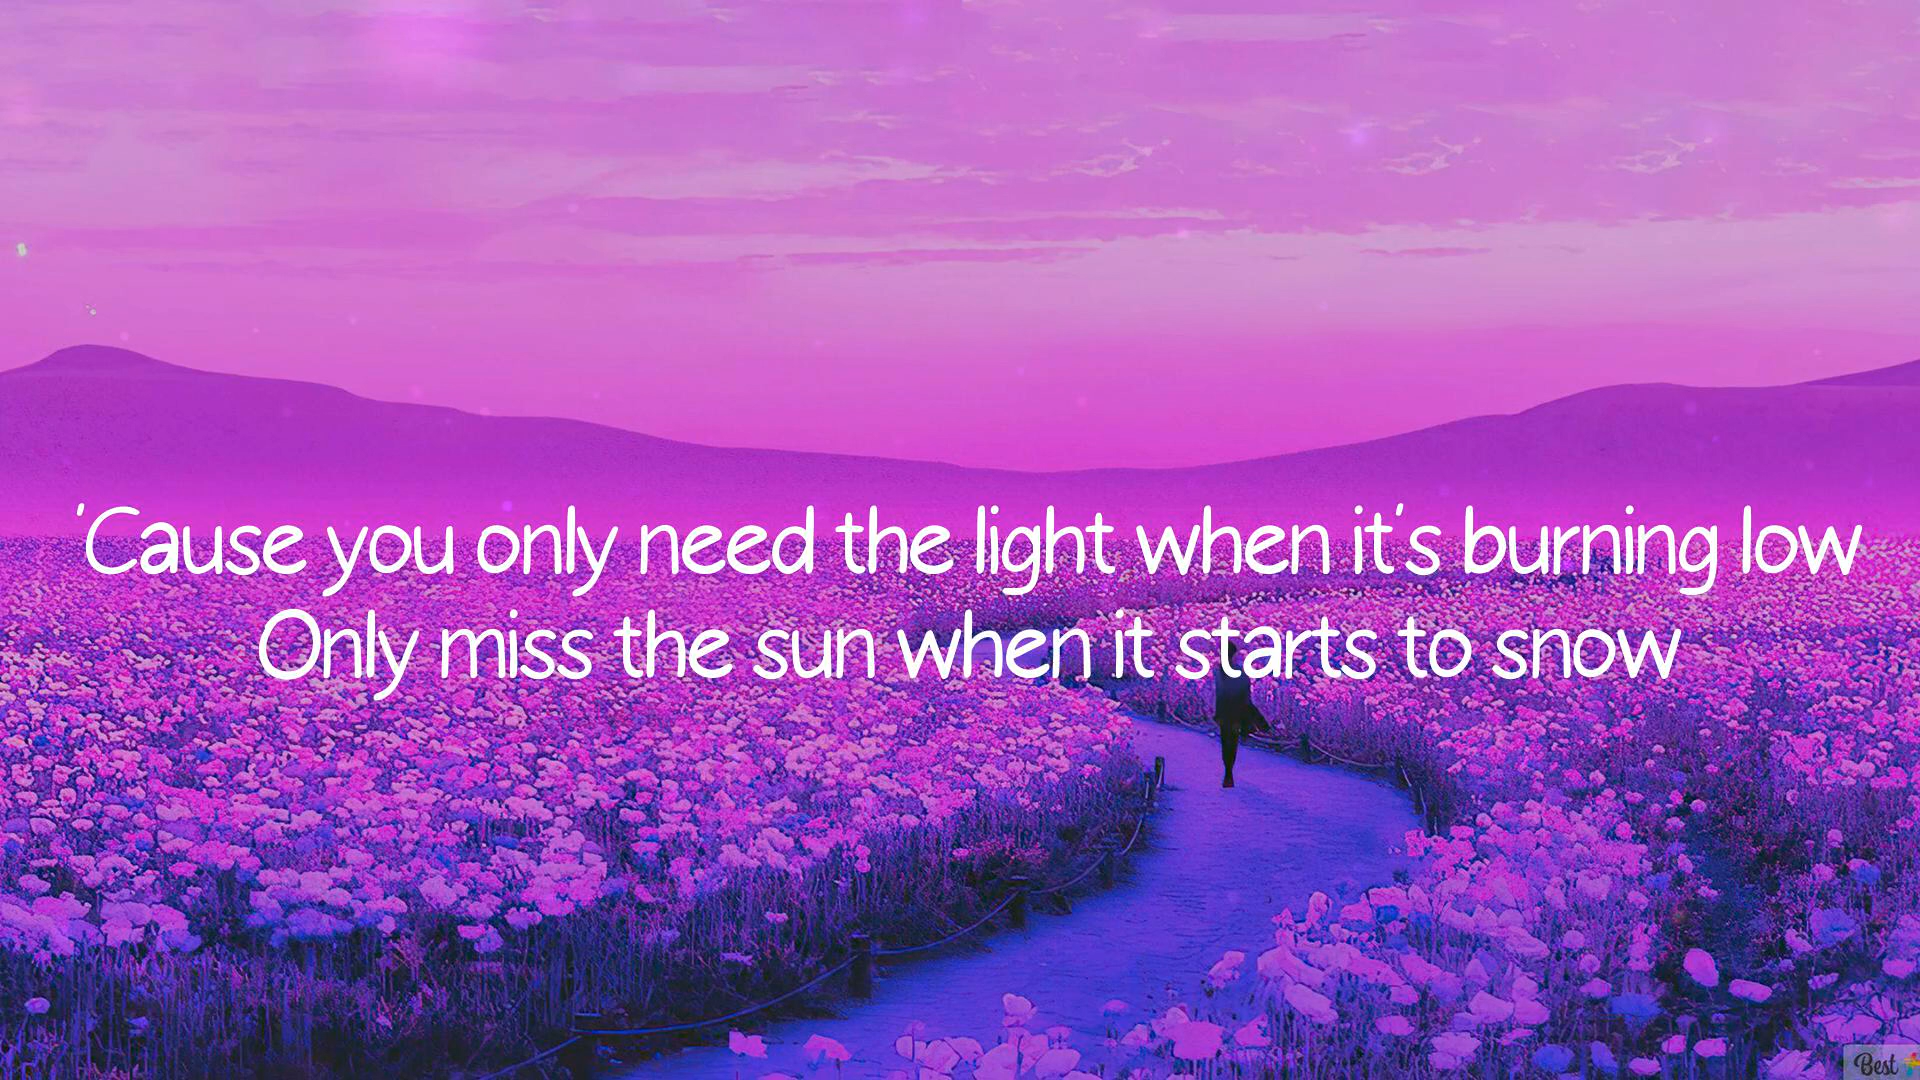 'Cause you only need the light when it's burning low
Only miss the sun when it starts to snow
Best